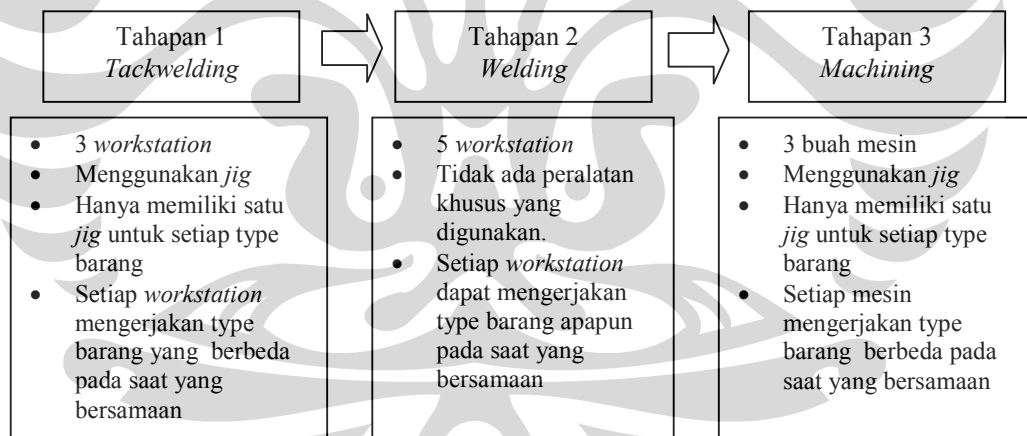 Tahapan 1
Tackwelding
Tahapan 2
Welding
Tahapan 3
Machining
• 3 workstation
• Menggunakan jig
• Hanya memiliki satu
jig untuk setiap type
barang
• Setiap workstation
mengerjakan type
barang yang berbeda
pada saat yang
bersamaan
• 5 workstation
• Tidak ada peralatan
khusus yang
digunakan.
• Setiap workstation
dapat mengerjakan
type barang apapun
pada saat yang
bersamaan
• 3 buah mesin
• Menggunakan jig
• Hanya memiliki satu
jig untuk setiap type
barang
• Setiap mesin
mengerjakan type
barang berbeda pada
saat yang bersamaan